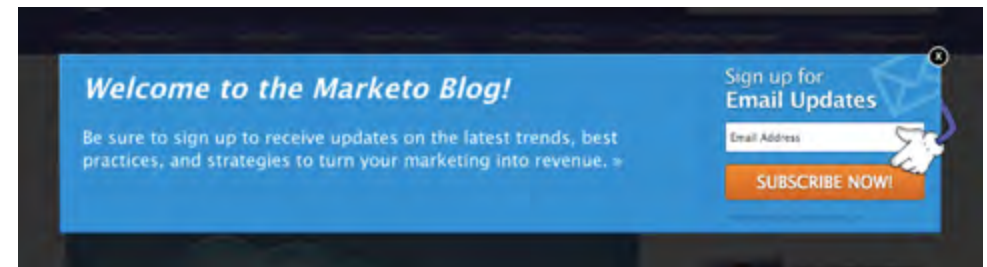 Welcome to the Marketo Blog!
Be sure to sign up to receive updates on the latest trends, best
practices, and strategies to turn your marketing into revenue. »
Sign up for
Email Updates
Email Address
SUBSCRIBE NOW!
X